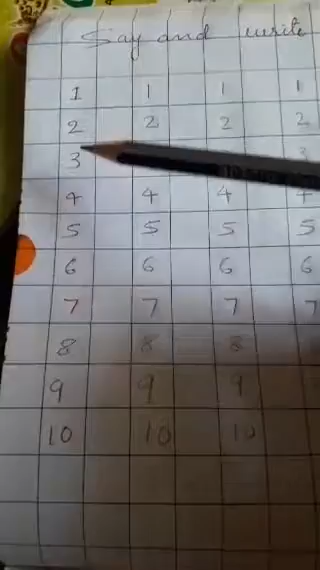 Say and write
1 1 1 1
2 2 2 2
3 3
4 4 4 4
5 5 5 5
6 6 6 6
7 7 7 7
8 8 8
9 9 9
10 10 10